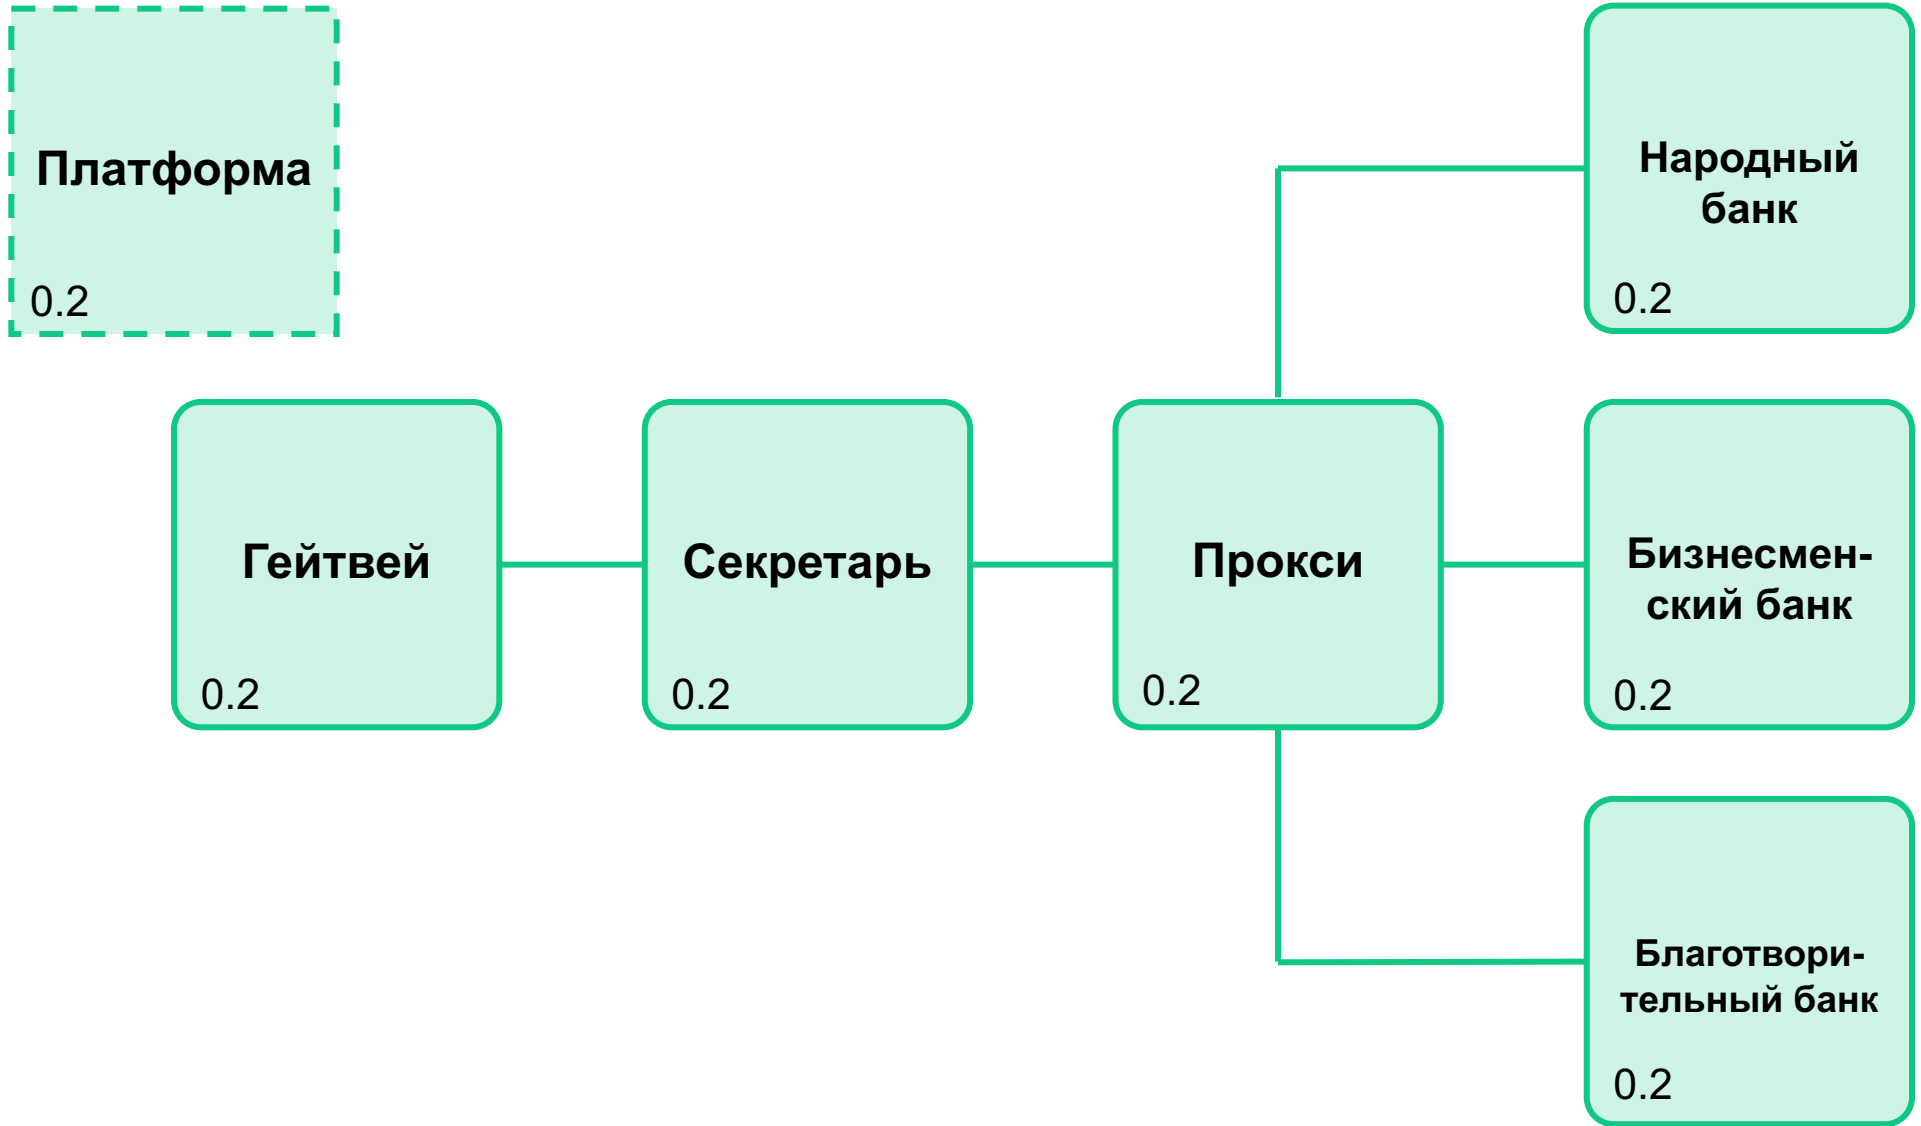 Платформа
0.2
Народный
банк
0.2
Гейтвей
0.2
Секретарь
0.2
Прокси
0.2
Бизнесмен-
ский банк
0.2
Благотвори-
тельный банк
0.2